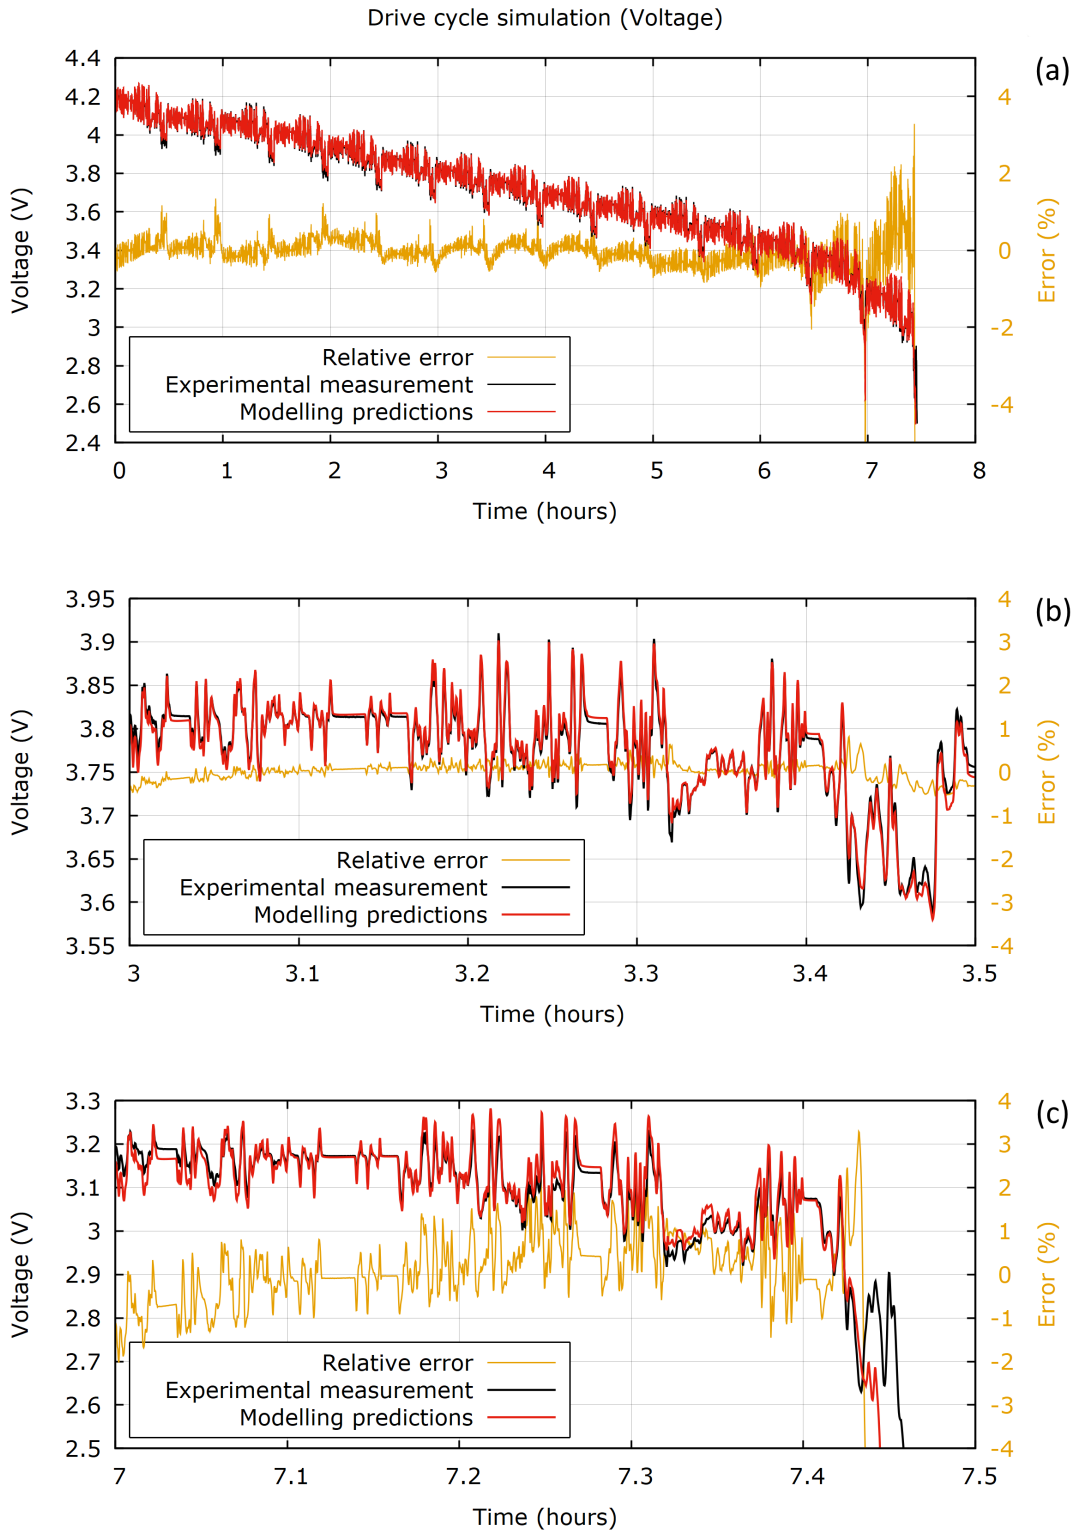 Drive cycle simulation (Voltage)
(a)
4.4
4.2
4
3.8
3.6
3.4
3.2
3
2.8
2.6
2.4
Voltage (V)
4
2
0
-2
-4
Error (%)
Relative error
Experimental measurement
Modelling predictions
0 1 2 3 4 5 6 7 8
Time (hours)
(b)
3.95
3.9
3.85
3.8
3.75
3.7
3.65
3.6
3.55
Voltage (V)
4
3
2
1
0
-1
-2
-3
-4
Error (%)
Relative error
Experimental measurement
Modelling predictions
3 3.1 3.2 3.3 3.4 3.5
Time (hours)
(c)
3.3
3.2
3.1
3
2.9
2.8
2.7
2.6
2.5
Voltage (V)
4
3
2
1
0
-1
-2
-3
-4
Error (%)
Relative error
Experimental measurement
Modelling predictions
7 7.1 7.2 7.3 7.4 7.5
Time (hours)